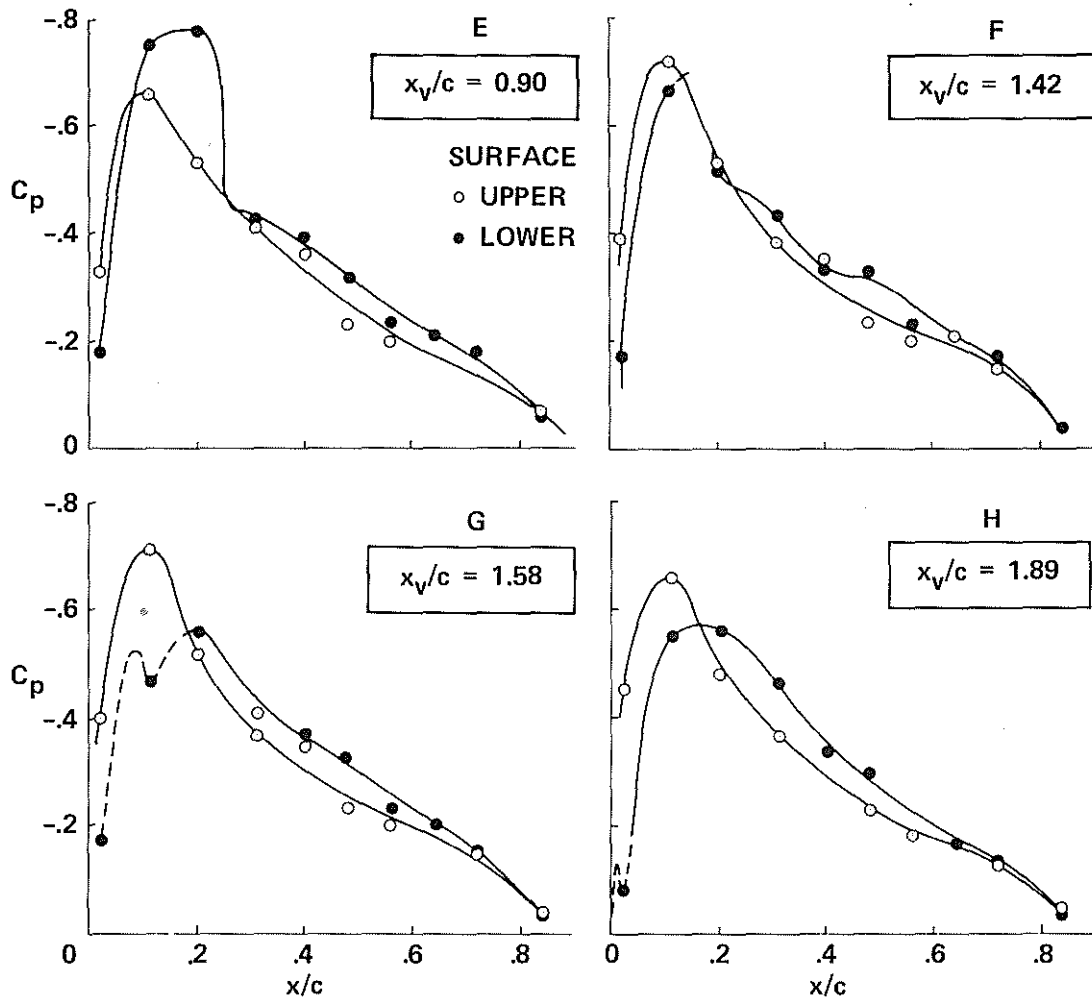 E
x_v/c = 0.90
SURFACE
○ UPPER
● LOWER
-.8
-.6
C_p
-.4
-.2
0
F
x_v/c = 1.42
G
x_v/c = 1.58
-.8
-.6
C_p
-.4
-.2
0 .2 .4 .6 .8
x/c
H
x_v/c = 1.89
0 .2 .4 .6 .8
x/c